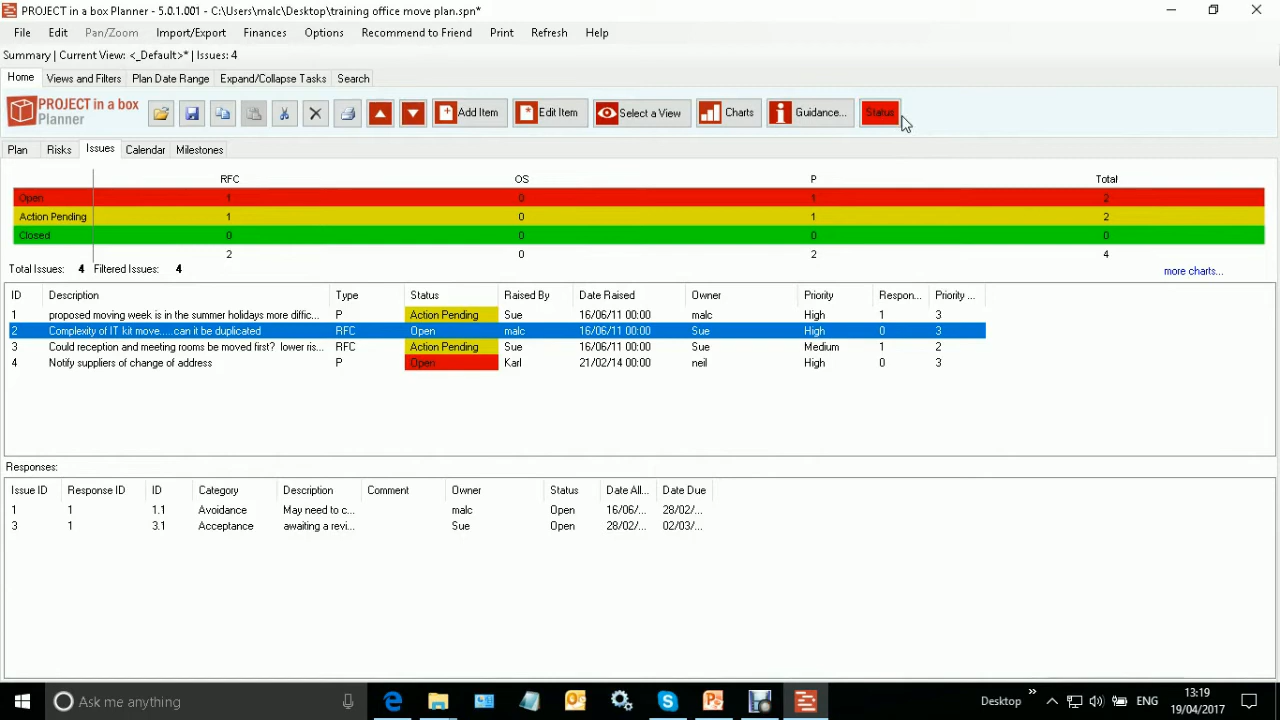 PROJECT in a box Planner - 5.0.1.001 - C:\Users\malc\Desktop\training office move plan.spn*
File Edit Pan/Zoom Import/Export Finances Options Recommend to Friend Print Refresh Help
Summary | Current View: <_Default>* | Issues: 4
Home Views and Filters Plan Date Range Expand/Collapse Tasks Search
PROJECT in a box
Planner
Add Item Edit Item Select a View Charts Guidance... Status
Plan Risks Issues Calendar Milestones
RFC OS P Total
Open 1 0 1 2
Action Pending 1 0 1 2
Closed 0 0 0 0
2 0 2 4
Total Issues: 4 Filtered Issues: 4
more charts...
ID Description Type Status Raised By Date Raised Owner Priority Respon... Priority ...
1 proposed moving week is in the summer holidays more diffic... P Action Pending Sue 16/06/11 00:00 malc High 1 3
2 Complexity of IT kit move.....can it be duplicated RFC Open malc 16/06/11 00:00 Sue High 0 3
3 Could reception and meeting rooms be moved first? lower ris... RFC Action Pending Sue 16/06/11 00:00 Sue Medium 1 2
4 Notify suppliers of change of address P Open Karl 21/02/14 00:00 neil High 0 3
Responses:
Issue ID Response ID ID Category Description Comment Owner Status Date All... Date Due
1 1 1.1 Avoidance May need to c... malc Open 16/06/... 28/02/...
3 1 3.1 Acceptance awaiting a revi... Sue Open 28/02/... 02/03/...
Ask me anything
Desktop
ENG
13:19
19/04/2017